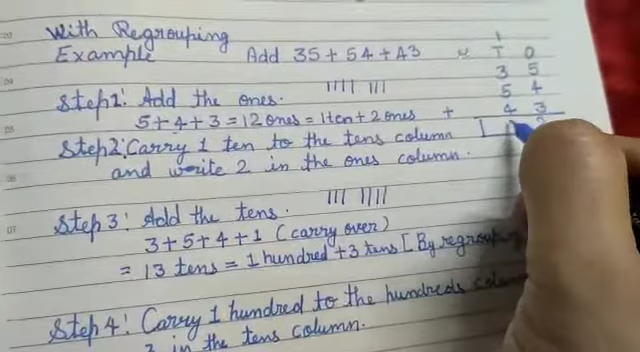 With Regrouping
Example Add 35 + 54 + 43
1
T O
3 5
5 4
+ 4 3
1
Step 1: Add the ones.
5 + 4 + 3 = 12 ones = 1 ten + 2 ones
Step 2: Carry 1 ten to the tens column
and write 2 in the ones column.
Step 3: Add the tens.
3 + 5 + 4 + 1 (carry over)
= 13 tens = 1 hundred + 3 tens [By
Step 4: Carry 1 hundred to the hundreds
3 in the tens column.